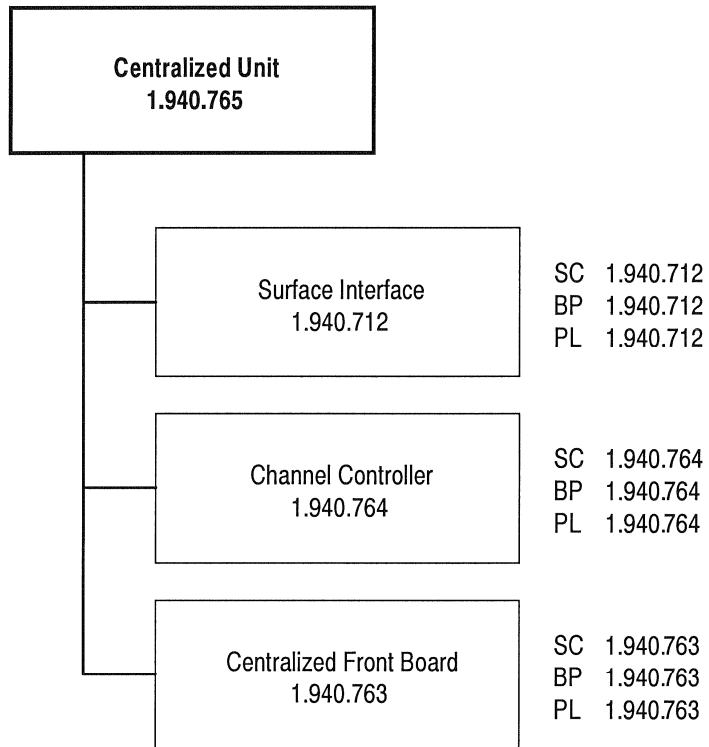 Centralized Unit
1.940.765
Surface Interface
1.940.712
SC 1.940.712
BP 1.940.712
PL 1.940.712
Channel Controller
1.940.764
SC 1.940.764
BP 1.940.764
PL 1.940.764
Centralized Front Board
1.940.763
SC 1.940.763
BP 1.940.763
PL 1.940.763